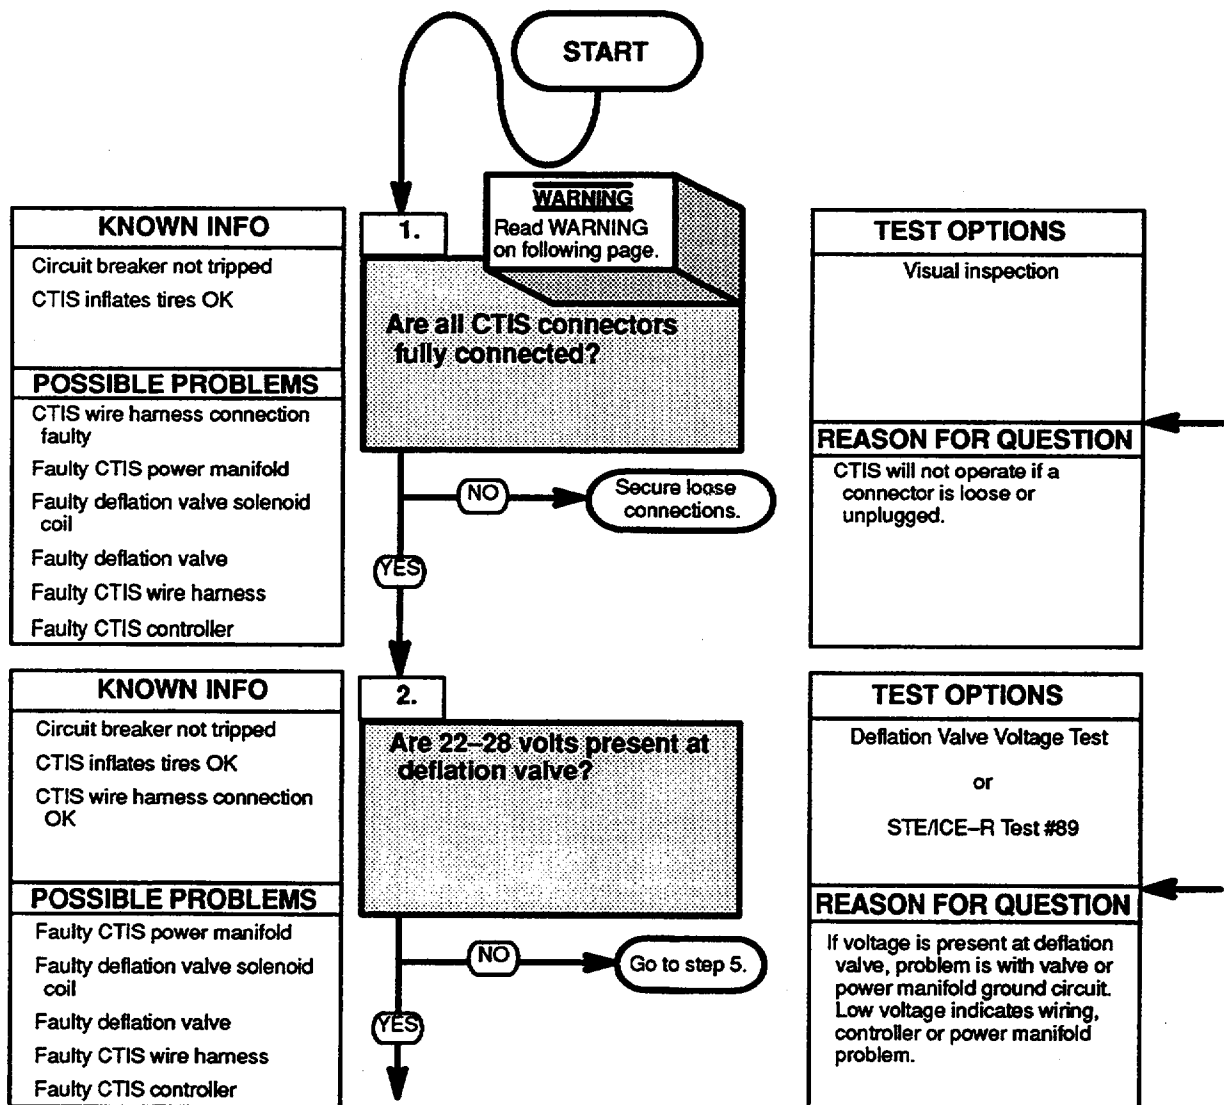 START
WARNING
Read WARNING
on following page.
1.
Are all CTIS connectors
fully connected?
KNOWN INFO
Circuit breaker not tripped
CTIS inflates tires OK
POSSIBLE PROBLEMS
CTIS wire harness connection
faulty
Faulty CTIS power manifold
Faulty deflation valve solenoid
coil
Faulty deflation valve
Faulty CTIS wire harness
Faulty CTIS controller
TEST OPTIONS
Visual inspection
REASON FOR QUESTION
CTIS will not operate if a
connector is loose or
unplugged.
NO
Secure loose
connections.
YES
KNOWN INFO
Circuit breaker not tripped
CTIS inflates tires OK
CTIS wire harness connection
OK
POSSIBLE PROBLEMS
Faulty CTIS power manifold
Faulty deflation valve solenoid
coil
Faulty deflation valve
Faulty CTIS wire harness
Faulty CTIS controller
2.
Are 22–28 volts present at
deflation valve?
TEST OPTIONS
Deflation Valve Voltage Test
or
STE/ICE–R Test #89
REASON FOR QUESTION
If voltage is present at deflation
valve, problem is with valve or
power manifold ground circuit.
Low voltage indicates wiring,
controller or power manifold
problem.
NO
Go to step 5.
YES